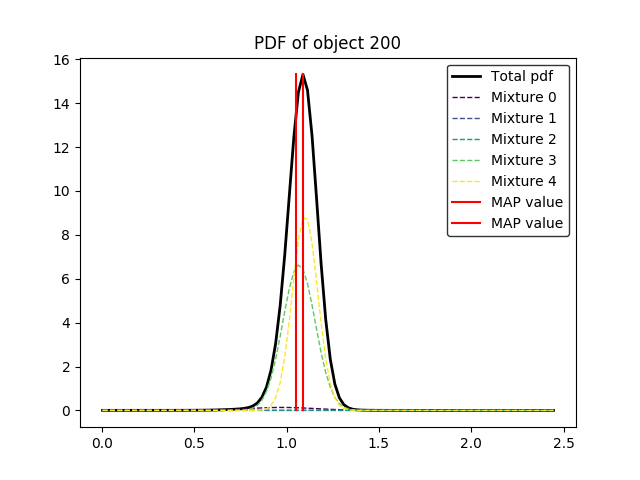 PDF of object 200
16
14
12
10
8
6
4
2
0
0.0 0.5 1.0 1.5 2.0 2.5
Total pdf
Mixture 0
Mixture 1
Mixture 2
Mixture 3
Mixture 4
MAP value
MAP value